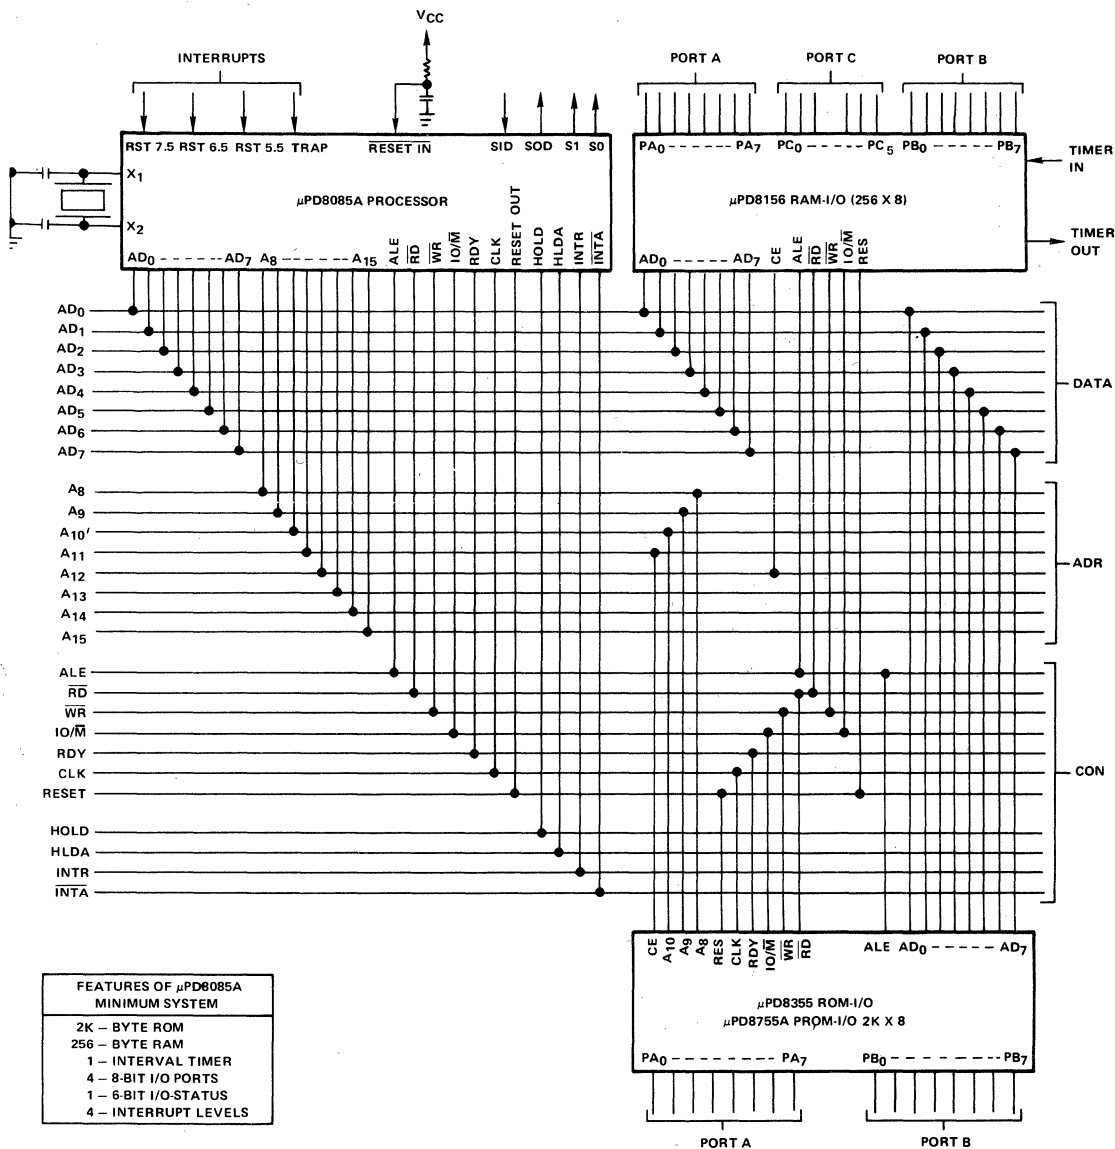 VCC
INTERRUPTS
PORT A
PORT C
PORT B
RST 7.5 RST 6.5 RST 5.5 TRAP
RESET IN
SID
SOD
S1
S0
PA0 ------ PA7
PC0 ------ PC5
PB0 ------ PB7
TIMER
IN
X1
X2
µPD8085A PROCESSOR
µPD8156 RAM-I/O (256 X 8)
TIMER
OUT
AD0 ------ AD7
A8 ------ A15
ALE
RD
WR
IO/M
RDY
CLK
RESET OUT
HOLD
HLDA
INTR
INTA
AD0 ------ AD7
CE
ALE
RD
WR
IO/M
RES
AD0
AD1
AD2
AD3
AD4
AD5
AD6
AD7
DATA
A8
A9
A10'
A11
A12
A13
A14
A15
ADR
ALE
RD
WR
IO/M
RDY
CLK
RESET
HOLD
HLDA
INTR
INTA
CON
CE
A10
A9
A8
RES
CLK
RDY
IO/M
WR
RD
ALE
AD0 ------ AD7
µPD8355 ROM-I/O
µPD8755A PROM-I/O 2K X 8
PA0 ------ PA7
PB0 ------ PB7
PORT A
PORT B
FEATURES OF µPD8085A
MINIMUM SYSTEM
2K – BYTE ROM
256 – BYTE RAM
1 – INTERVAL TIMER
4 – 8-BIT I/O PORTS
1 – 6-BIT I/O-STATUS
4 – INTERRUPT LEVELS